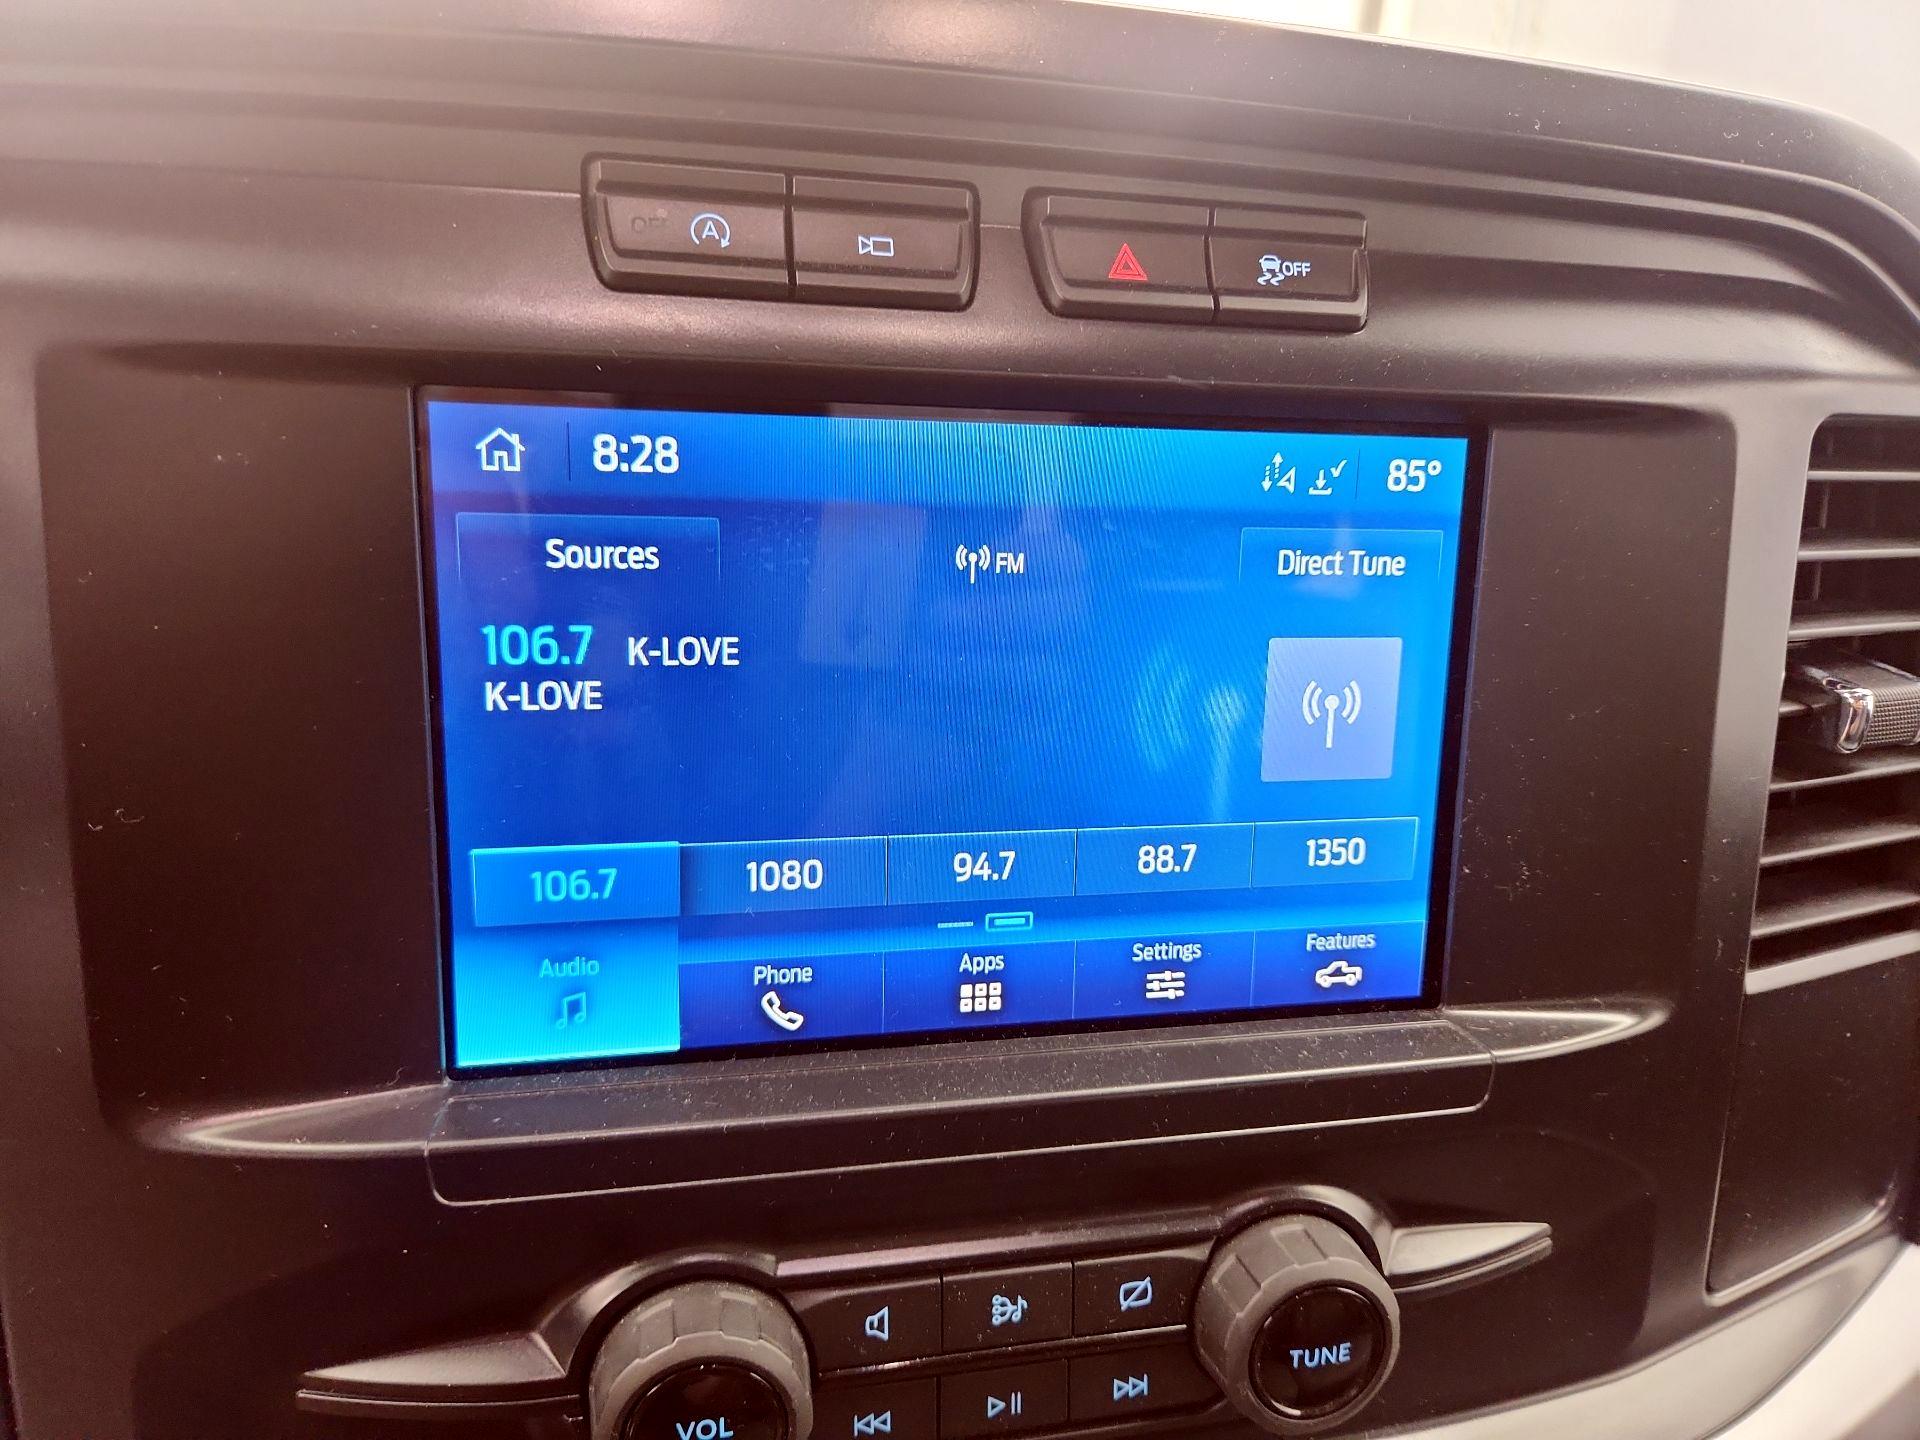 OFF A
OFF
8:28 85°
Sources FM Direct Tune
106.7 K-LOVE
K-LOVE
106.7 1080 94.7 88.7 1350
Audio Phone Apps Settings Features
VOL TUNE